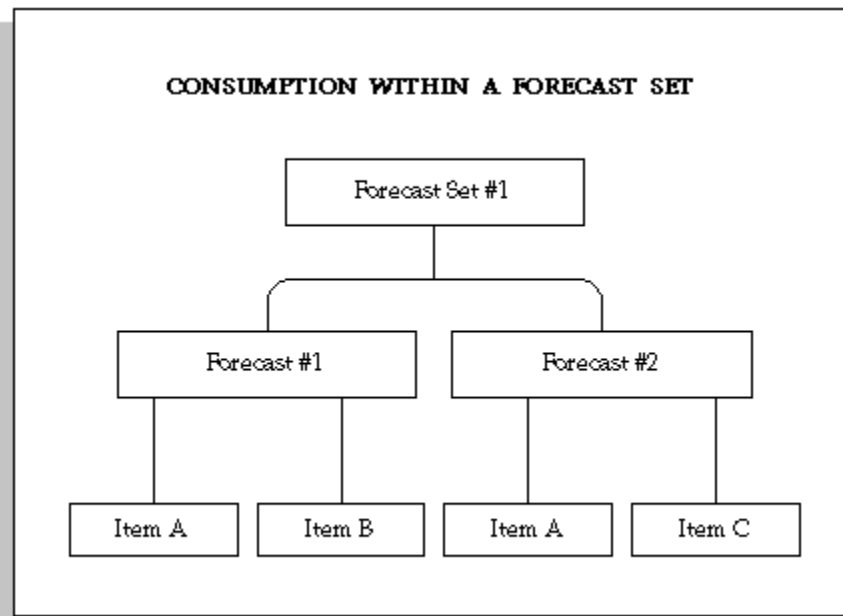 CONSUMPTION WITHIN A FORECAST SET
Forecast Set #1
Forecast #1
Forecast #2
Item A
Item B
Item A
Item C